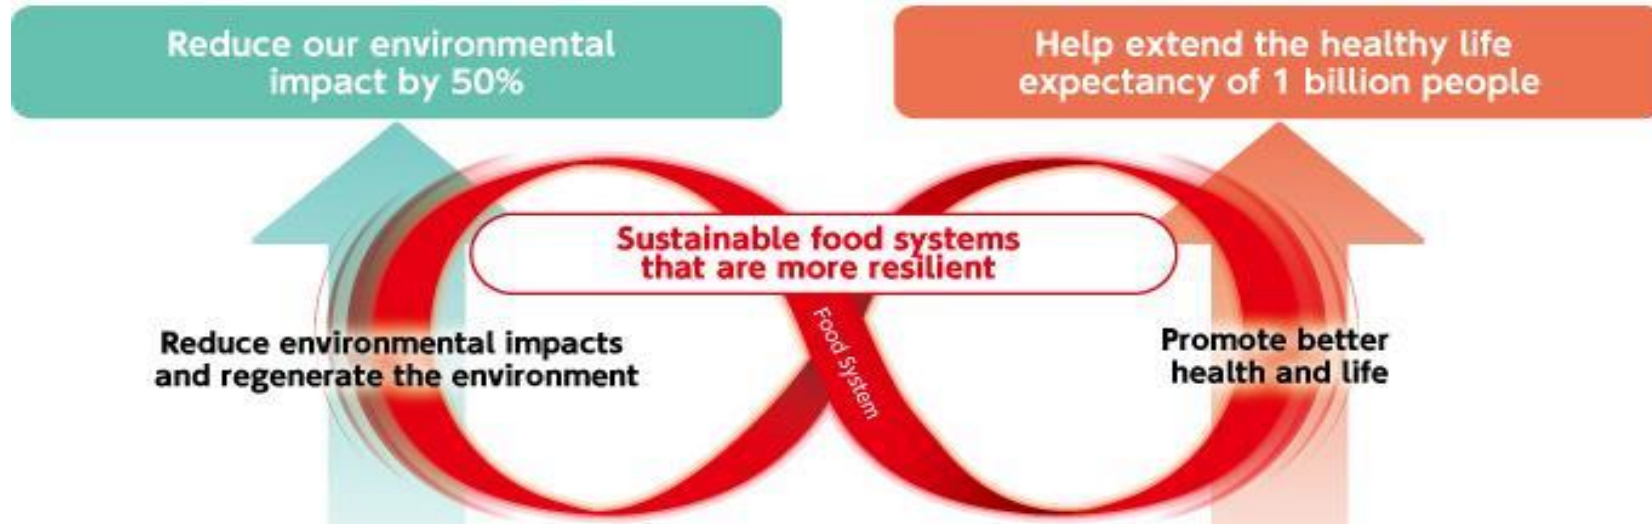 Reduce our environmental
impact by 50%
Help extend the healthy life
expectancy of 1 billion people
Sustainable food systems
that are more resilient
Food System
Reduce environmental impacts
and regenerate the environment
Promote better
health and life